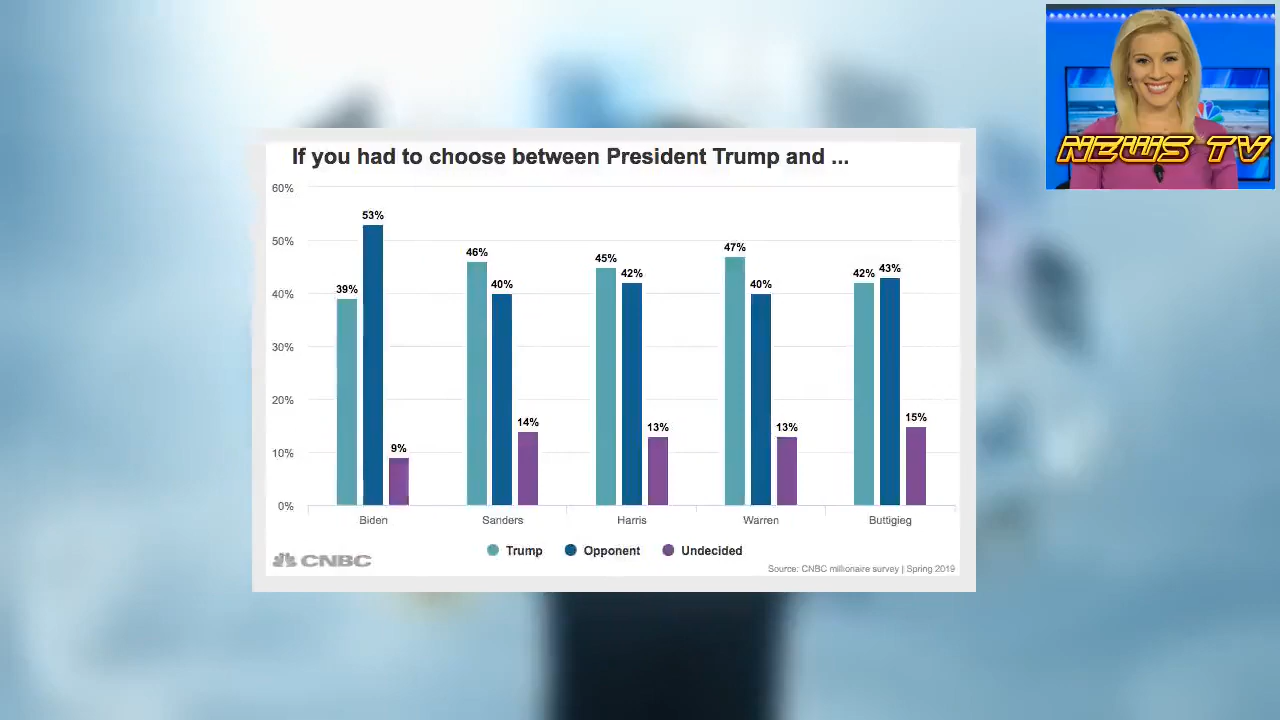 NEWS TV
If you had to choose between President Trump and ...
60%
50%
40%
30%
20%
10%
0%
39%
53%
9%
46%
40%
14%
45%
42%
13%
47%
40%
13%
42%
43%
15%
Biden
Sanders
Harris
Warren
Buttigieg
Trump
Opponent
Undecided
CNBC
Source: CNBC millionaire survey | Spring 2019